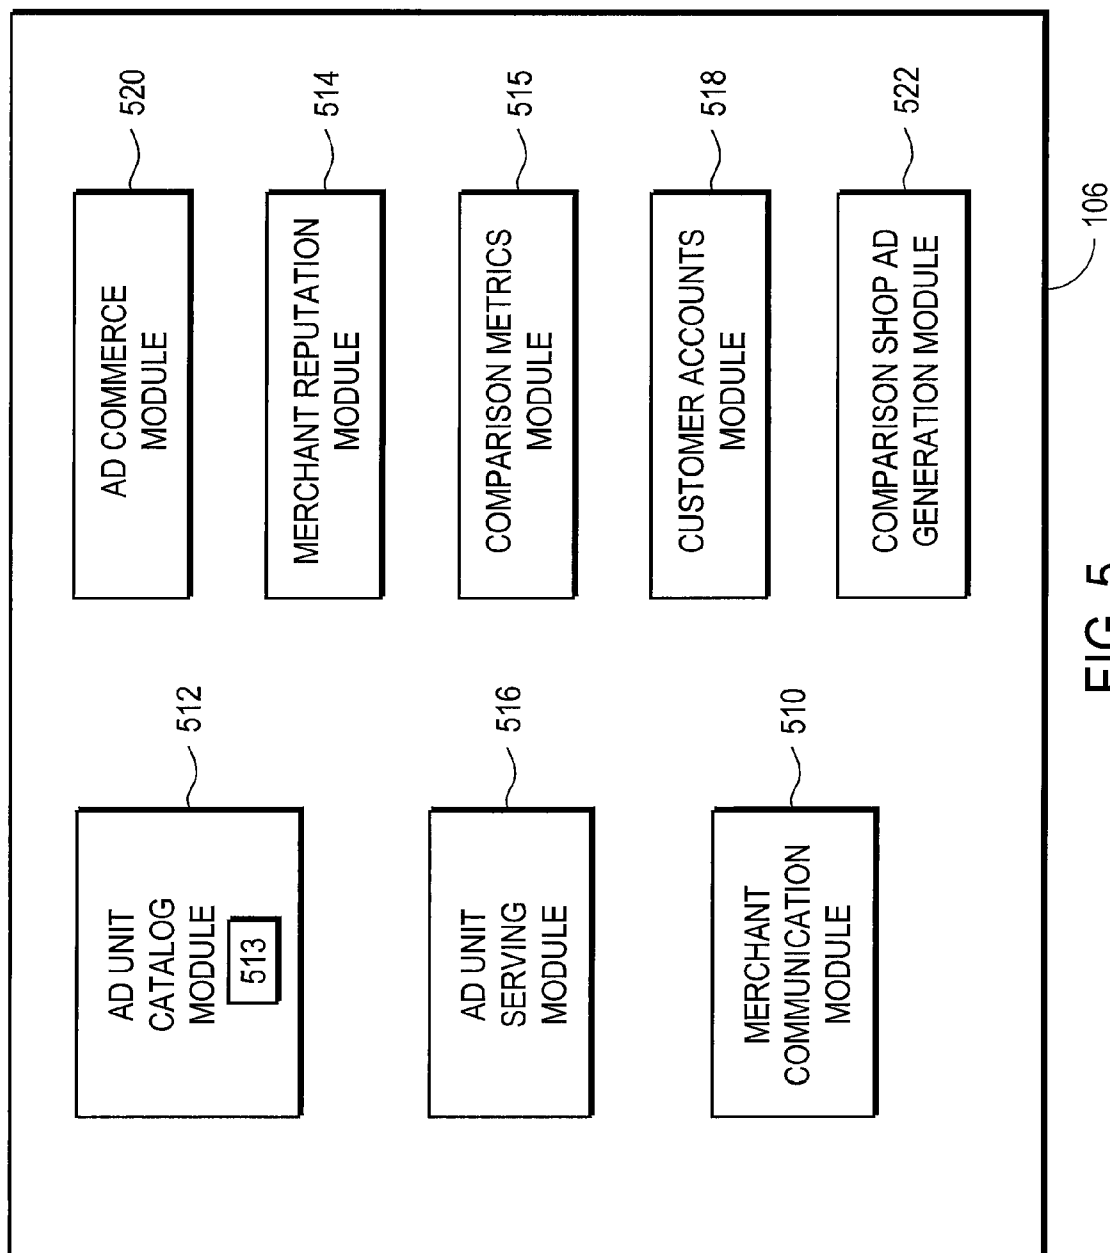 AD UNIT
CATALOG
MODULE
513
512
AD UNIT
SERVING
MODULE
516
MERCHANT
COMMUNICATION
MODULE
510
AD COMMERCE
MODULE
520
MERCHANT REPUTATION
MODULE
514
COMPARISON METRICS
MODULE
515
CUSTOMER ACCOUNTS
MODULE
518
COMPARISON SHOP AD
GENERATION MODULE
522
106
FIG. 5